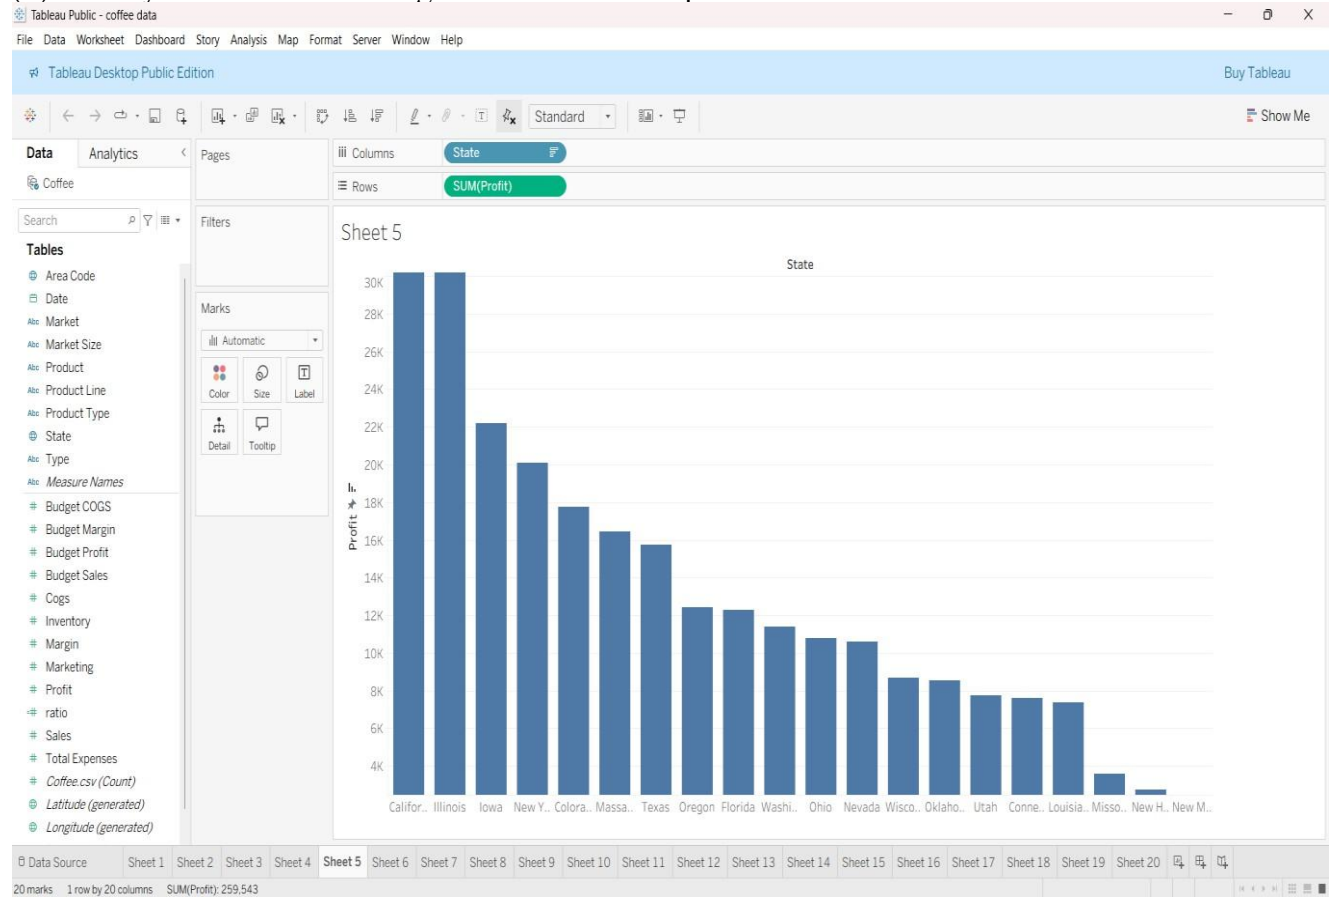 Tableau Public - coffee data
File Data Worksheet Dashboard Story Analysis Map Format Server Window Help
Tableau Desktop Public Edition Buy Tableau
Standard Show Me
Data Analytics
Coffee
Search
Tables
Area Code
Date
Abc Market
Abc Market Size
Abc Product
Abc Product Line
Abc Product Type
State
Abc Type
Abc Measure Names
# Budget COGS
# Budget Margin
# Budget Profit
# Budget Sales
# Cogs
# Inventory
# Margin
# Marketing
# Profit
=# ratio
# Sales
# Total Expenses
# Coffee.csv (Count)
Latitude (generated)
Longitude (generated)
Pages
Filters
Marks
Automatic
Color Size Label
Detail Tooltip
Columns State
Rows SUM(Profit)
Sheet 5
State
30K
28K
26K
24K
22K
20K
18K
16K
14K
12K
10K
8K
6K
4K
Profit
Califor.. Illinois Iowa New Y.. Colora.. Massa.. Texas Oregon Florida Washi.. Ohio Nevada Wisco.. Oklaho.. Utah Conne.. Louisia.. Misso.. New H.. New M..
Data Source Sheet 1 Sheet 2 Sheet 3 Sheet 4 Sheet 5 Sheet 6 Sheet 7 Sheet 8 Sheet 9 Sheet 10 Sheet 11 Sheet 12 Sheet 13 Sheet 14 Sheet 15 Sheet 16 Sheet 17 Sheet 18 Sheet 19 Sheet 20
20 marks 1 row by 20 columns SUM(Profit): 259,543